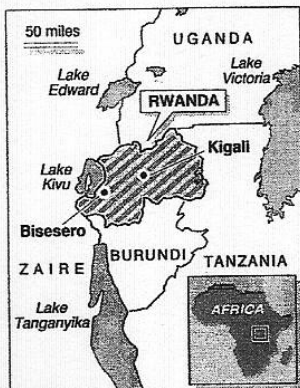 50 miles
UGANDA
Lake
Edward
Lake
Victoria
RWANDA
Kigali
Lake
Kivu
Bisesero
ZAIRE
BURUNDI
TANZANIA
Lake
Tanganyika
AFRICA